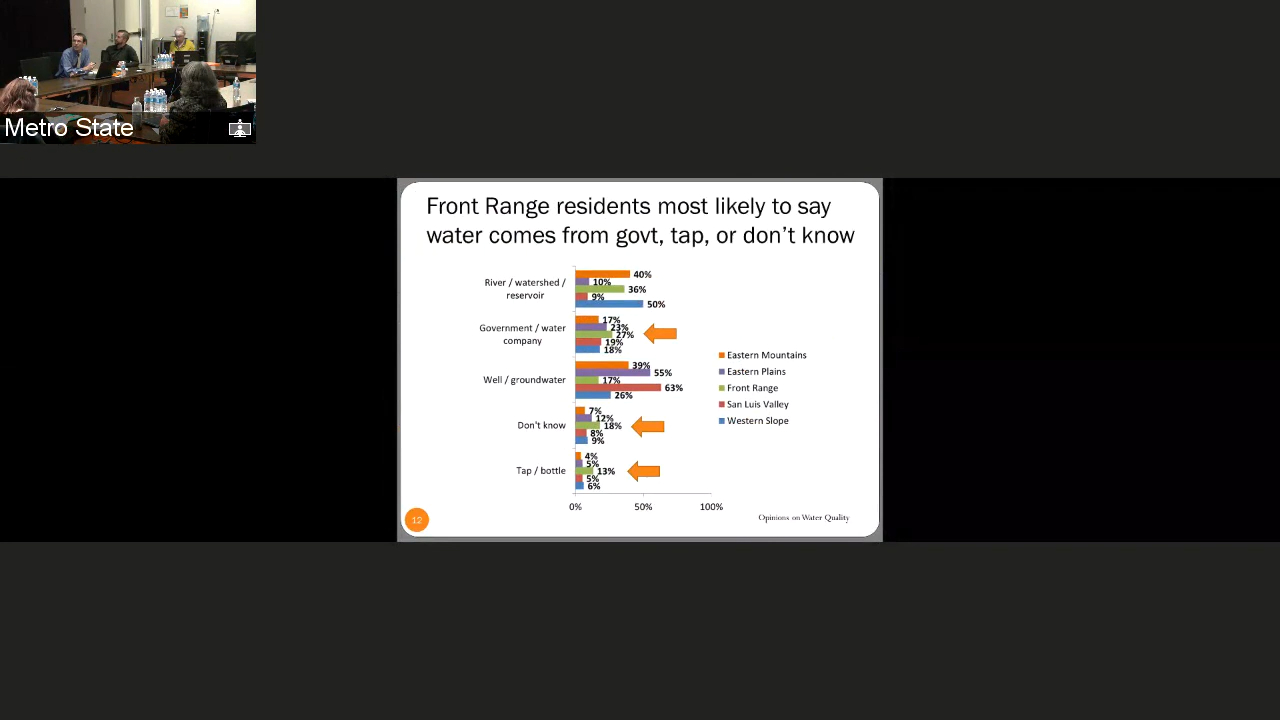 Metro State
Front Range residents most likely to say
water comes from govt, tap, or don't know
River / watershed /
reservoir
40%
10%
36%
9%
50%
Government / water
company
17%
23%
27%
19%
18%
Well / groundwater
39%
55%
17%
63%
26%
Don't know
7%
12%
18%
8%
9%
Tap / bottle
4%
5%
13%
5%
6%
0%
50%
100%
Eastern Mountains
Eastern Plains
Front Range
San Luis Valley
Western Slope
12
Opinions on Water Quality